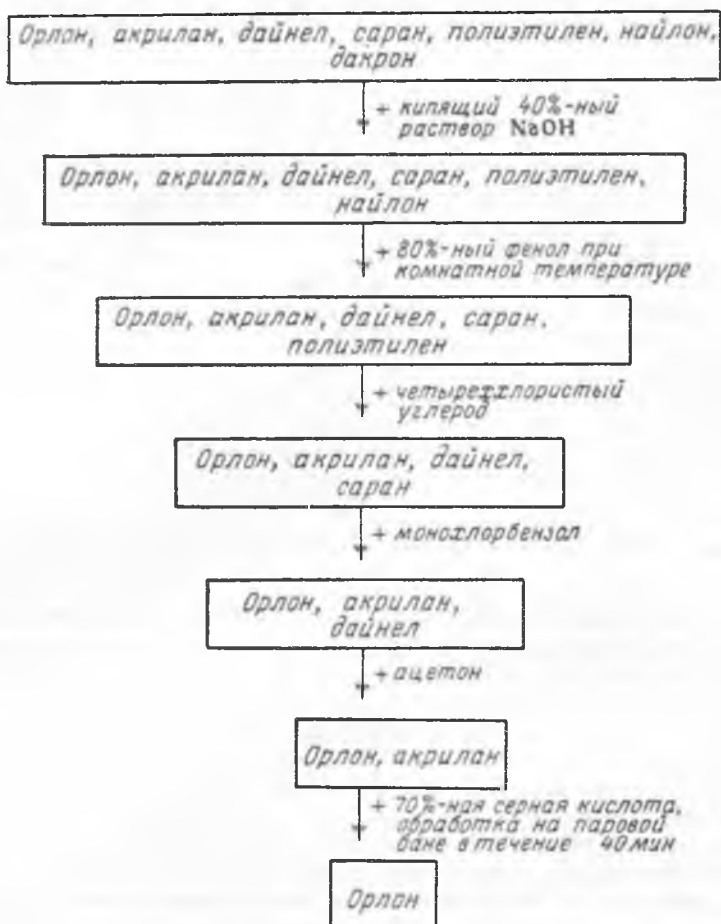 Орлон, акрилан, дайнел, саран, полиэтилен, найлон,
дакрон
+ кипящий 40%-ный
раствор NaOH
Орлон, акрилан, дайнел, саран, полиэтилен,
найлон
+ 80%-ный фенол при
комнатной температуре
Орлон, акрилан, дайнел, саран,
полиэтилен
+ четыреххлористый
углерод
Орлон, акрилан, дайнел,
саран
+ монохлорбензол
Орлон, акрилан,
дайнел
+ ацетон
Орлон, акрилан
+ 70%-ная серная кислота,
обработка на паровой
бане в течение 40 мин
Орлон